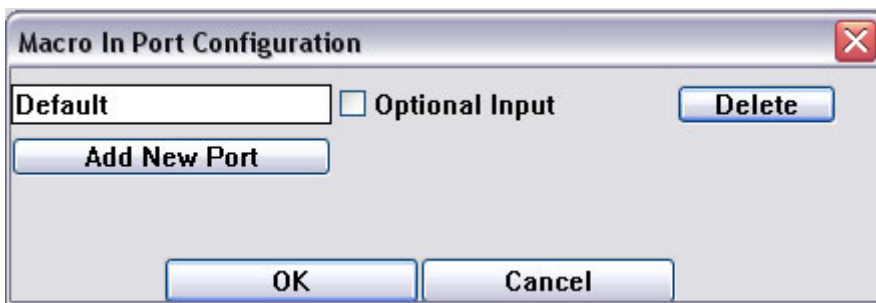 Macro In Port Configuration
Default Optional Input Delete
Add New Port
OK Cancel